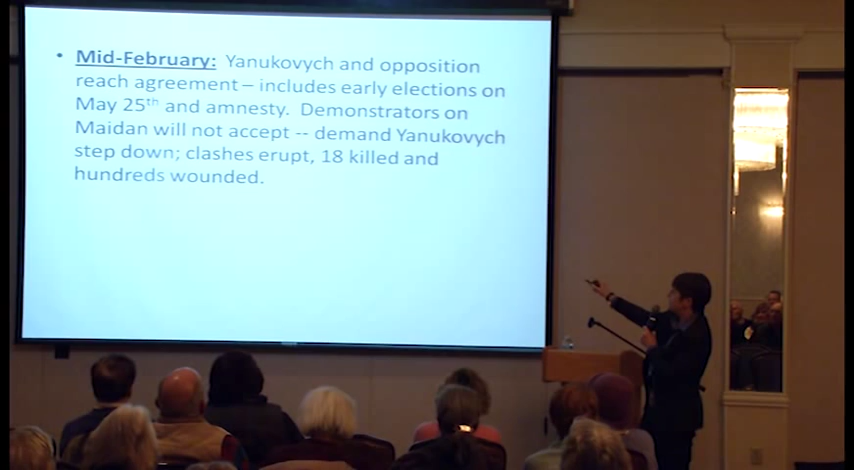 • Mid-February: Yanukovych and opposition
reach agreement – includes early elections on
May 25th and amnesty. Demonstrators on
Maidan will not accept -- demand Yanukovych
step down; clashes erupt, 18 killed and
hundreds wounded.